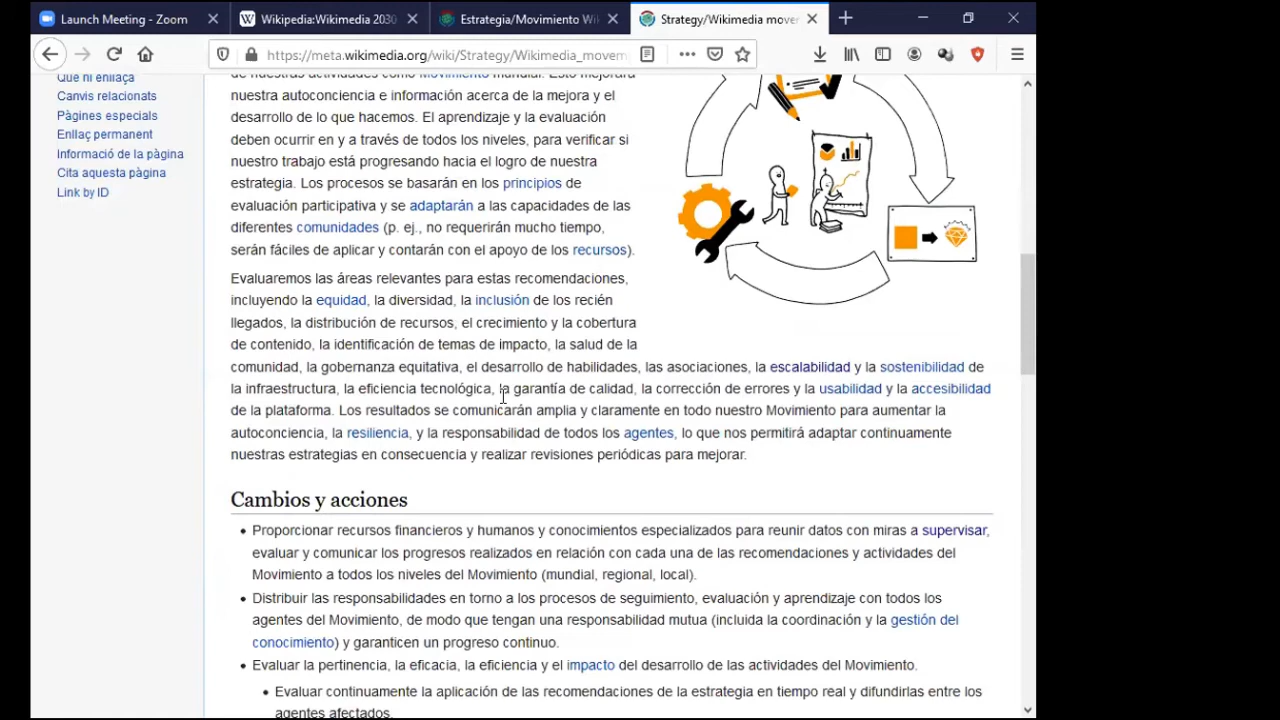 Launch Meeting - Zoom
Wikipedia:Wikimedia 2030
Estrategia/Movimiento Wi
Strategy/Wikimedia mover
https://meta.wikimedia.org/wiki/Strategy/Wikimedia_movem
Què hi enllaça
Canvis relacionats
Pàgines especials
Enllaç permanent
Informació de la pàgina
Cita aquesta pàgina
Link by ID
de nuestras actividades como Movimiento mundial. Esto mejorará
nuestra autoconciencia e información acerca de la mejora y el
desarrollo de lo que hacemos. El aprendizaje y la evaluación
deben ocurrir en y a través de todos los niveles, para verificar si
nuestro trabajo está progresando hacia el logro de nuestra
estrategia. Los procesos se basarán en los principios de
evaluación participativa y se adaptarán a las capacidades de las
diferentes comunidades (p. ej., no requerirán mucho tiempo,
serán fáciles de aplicar y contarán con el apoyo de los recursos).
Evaluaremos las áreas relevantes para estas recomendaciones,
incluyendo la equidad, la diversidad, la inclusión de los recién
llegados, la distribución de recursos, el crecimiento y la cobertura
de contenido, la identificación de temas de impacto, la salud de la
comunidad, la gobernanza equitativa, el desarrollo de habilidades, las asociaciones, la escalabilidad y la sostenibilidad de
la infraestructura, la eficiencia tecnológica, la garantía de calidad, la corrección de errores y la usabilidad y la accesibilidad
de la plataforma. Los resultados se comunicarán amplia y claramente en todo nuestro Movimiento para aumentar la
autoconciencia, la resiliencia, y la responsabilidad de todos los agentes, lo que nos permitirá adaptar continuamente
nuestras estrategias en consecuencia y realizar revisiones periódicas para mejorar.
Cambios y acciones
• Proporcionar recursos financieros y humanos y conocimientos especializados para reunir datos con miras a supervisar,
evaluar y comunicar los progresos realizados en relación con cada una de las recomendaciones y actividades del
Movimiento a todos los niveles del Movimiento (mundial, regional, local).
• Distribuir las responsabilidades en torno a los procesos de seguimiento, evaluación y aprendizaje con todos los
agentes del Movimiento, de modo que tengan una responsabilidad mutua (incluida la coordinación y la gestión del
conocimiento) y garanticen un progreso continuo.
• Evaluar la pertinencia, la eficacia, la eficiencia y el impacto del desarrollo de las actividades del Movimiento.
• Evaluar continuamente la aplicación de las recomendaciones de la estrategia en tiempo real y difundirlas entre los
agentes afectados.